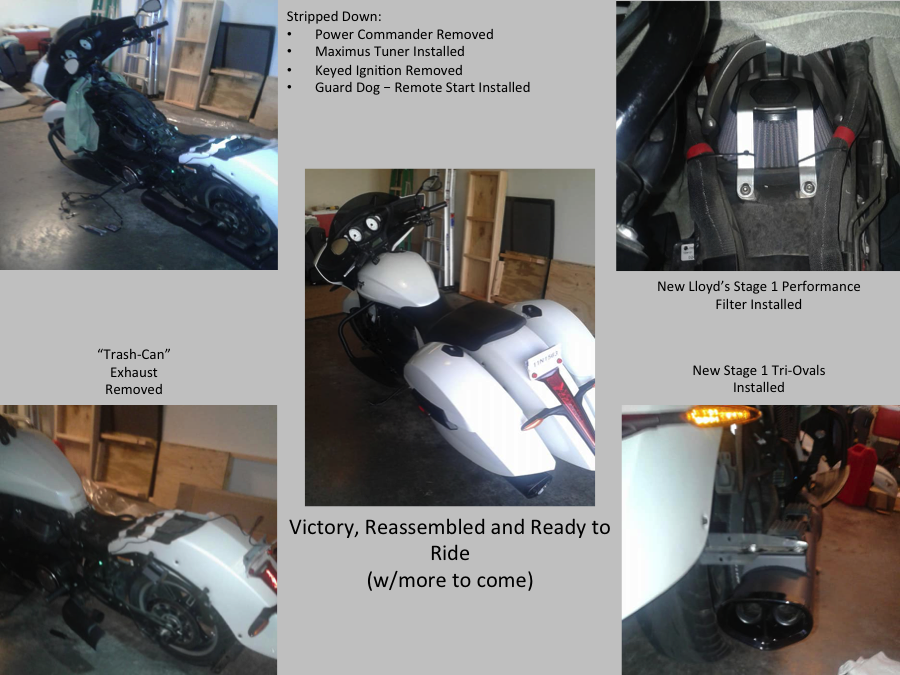 Stripped Down:
• Power Commander Removed
• Maximus Tuner Installed
• Keyed Ignition Removed
• Guard Dog – Remote Start Installed
New Lloyd's Stage 1 Performance
Filter Installed
“Trash-Can”
Exhaust
Removed
New Stage 1 Tri-Ovals
Installed
Victory, Reassembled and Ready to
Ride
(w/more to come)